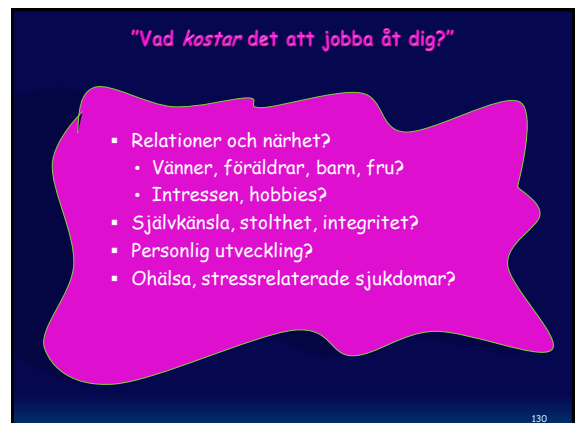 ”Vad kostar det att jobba åt dig?”
▪ Relationer och närhet?
• Vänner, föräldrar, barn, fru?
• Intressen, hobbies?
▪ Självkänsla, stolthet, integritet?
▪ Personlig utveckling?
▪ Ohälsa, stressrelaterade sjukdomar?
130